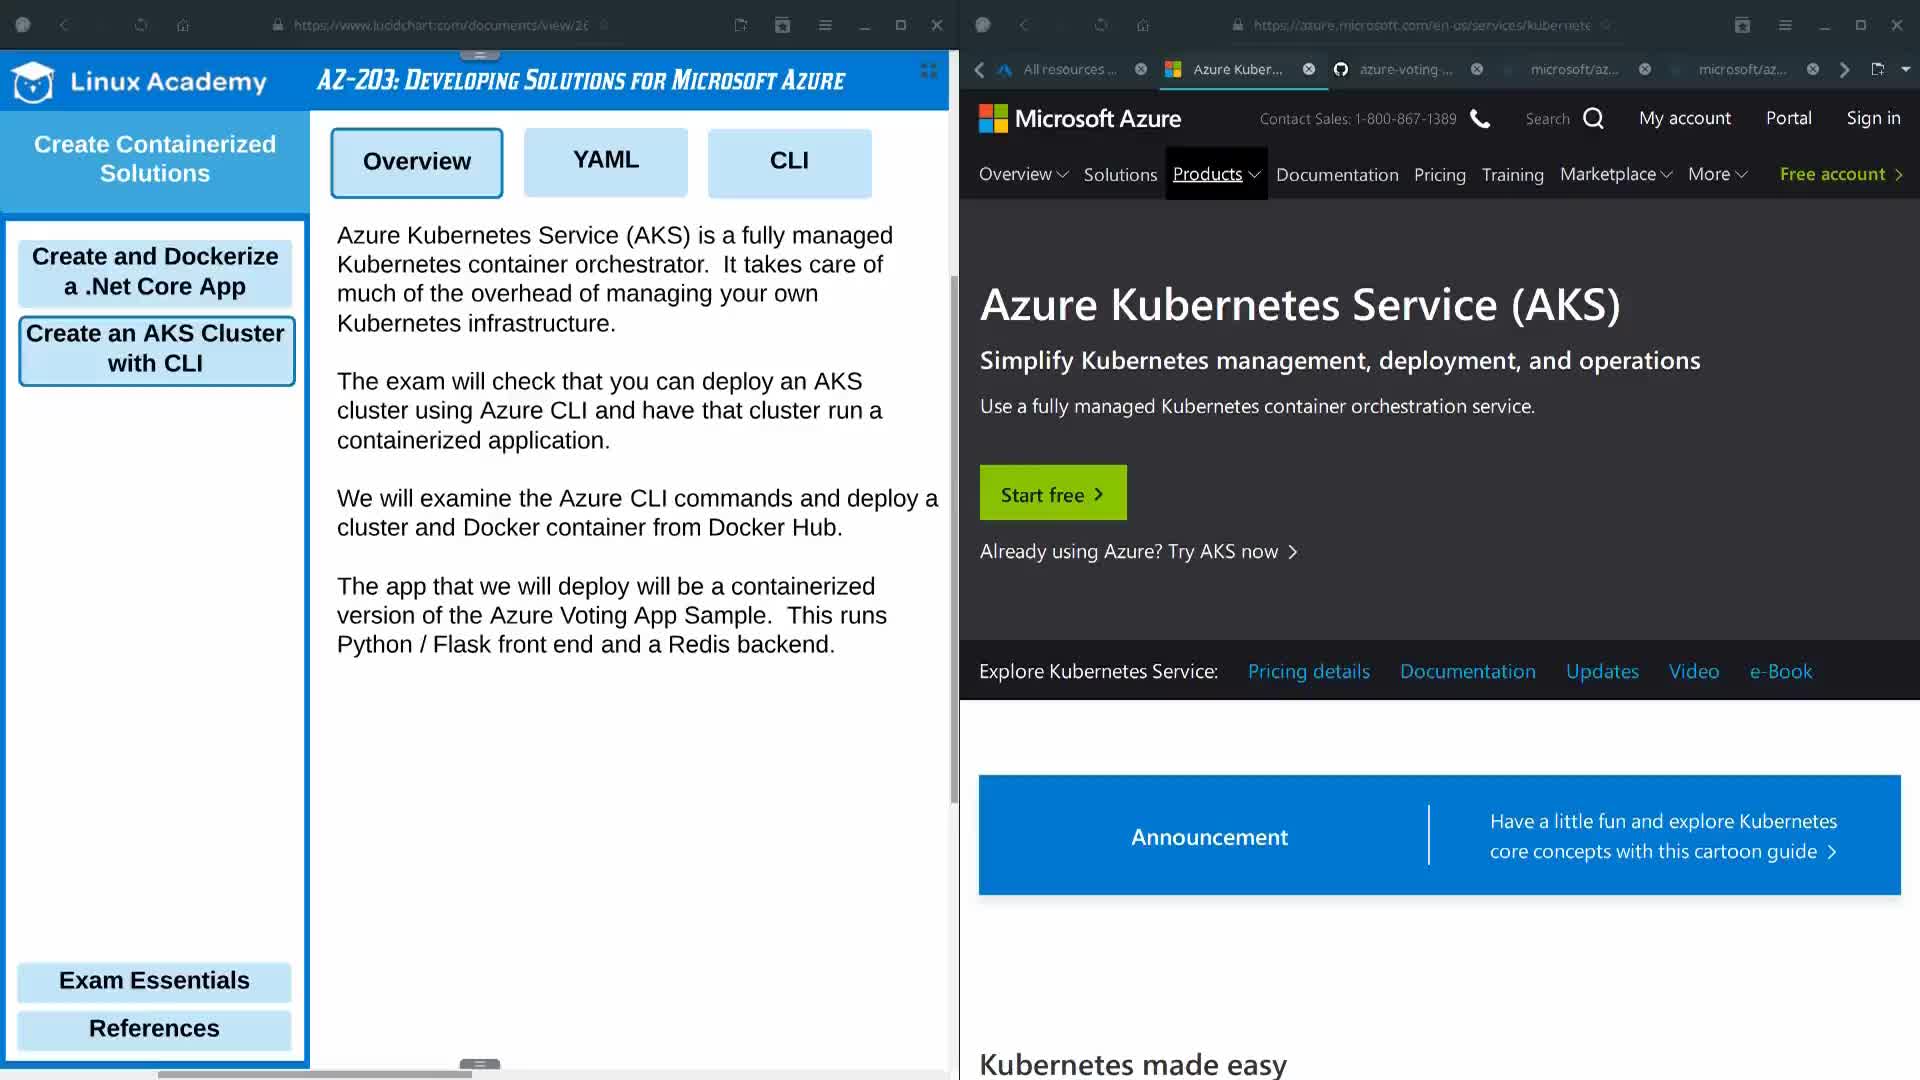 https://www.lucidchart.com/documents/view/26
Linux Academy
AZ-203: Developing Solutions for Microsoft Azure
Create Containerized
Solutions
Create and Dockerize
a .Net Core App
Create an AKS Cluster
with CLI
Exam Essentials
References
Overview
YAML
CLI
Azure Kubernetes Service (AKS) is a fully managed
Kubernetes container orchestrator.  It takes care of
much of the overhead of managing your own
Kubernetes infrastructure.
The exam will check that you can deploy an AKS
cluster using Azure CLI and have that cluster run a
containerized application.
We will examine the Azure CLI commands and deploy a
cluster and Docker container from Docker Hub.
The app that we will deploy will be a containerized
version of the Azure Voting App Sample.  This runs
Python / Flask front end and a Redis backend.
https://azure.microsoft.com/en-us/services/kubernete
All resources ...
Azure Kuber...
azure-voting-...
microsoft/az...
microsoft/az...
Microsoft Azure
Contact Sales: 1-800-867-1389
Search
My account
Portal
Sign in
Overview
Solutions
Products
Documentation
Pricing
Training
Marketplace
More
Free account
Azure Kubernetes Service (AKS)
Simplify Kubernetes management, deployment, and operations
Use a fully managed Kubernetes container orchestration service.
Start free
Already using Azure? Try AKS now
Explore Kubernetes Service:
Pricing details
Documentation
Updates
Video
e-Book
Announcement
Have a little fun and explore Kubernetes
core concepts with this cartoon guide
Kubernetes made easy